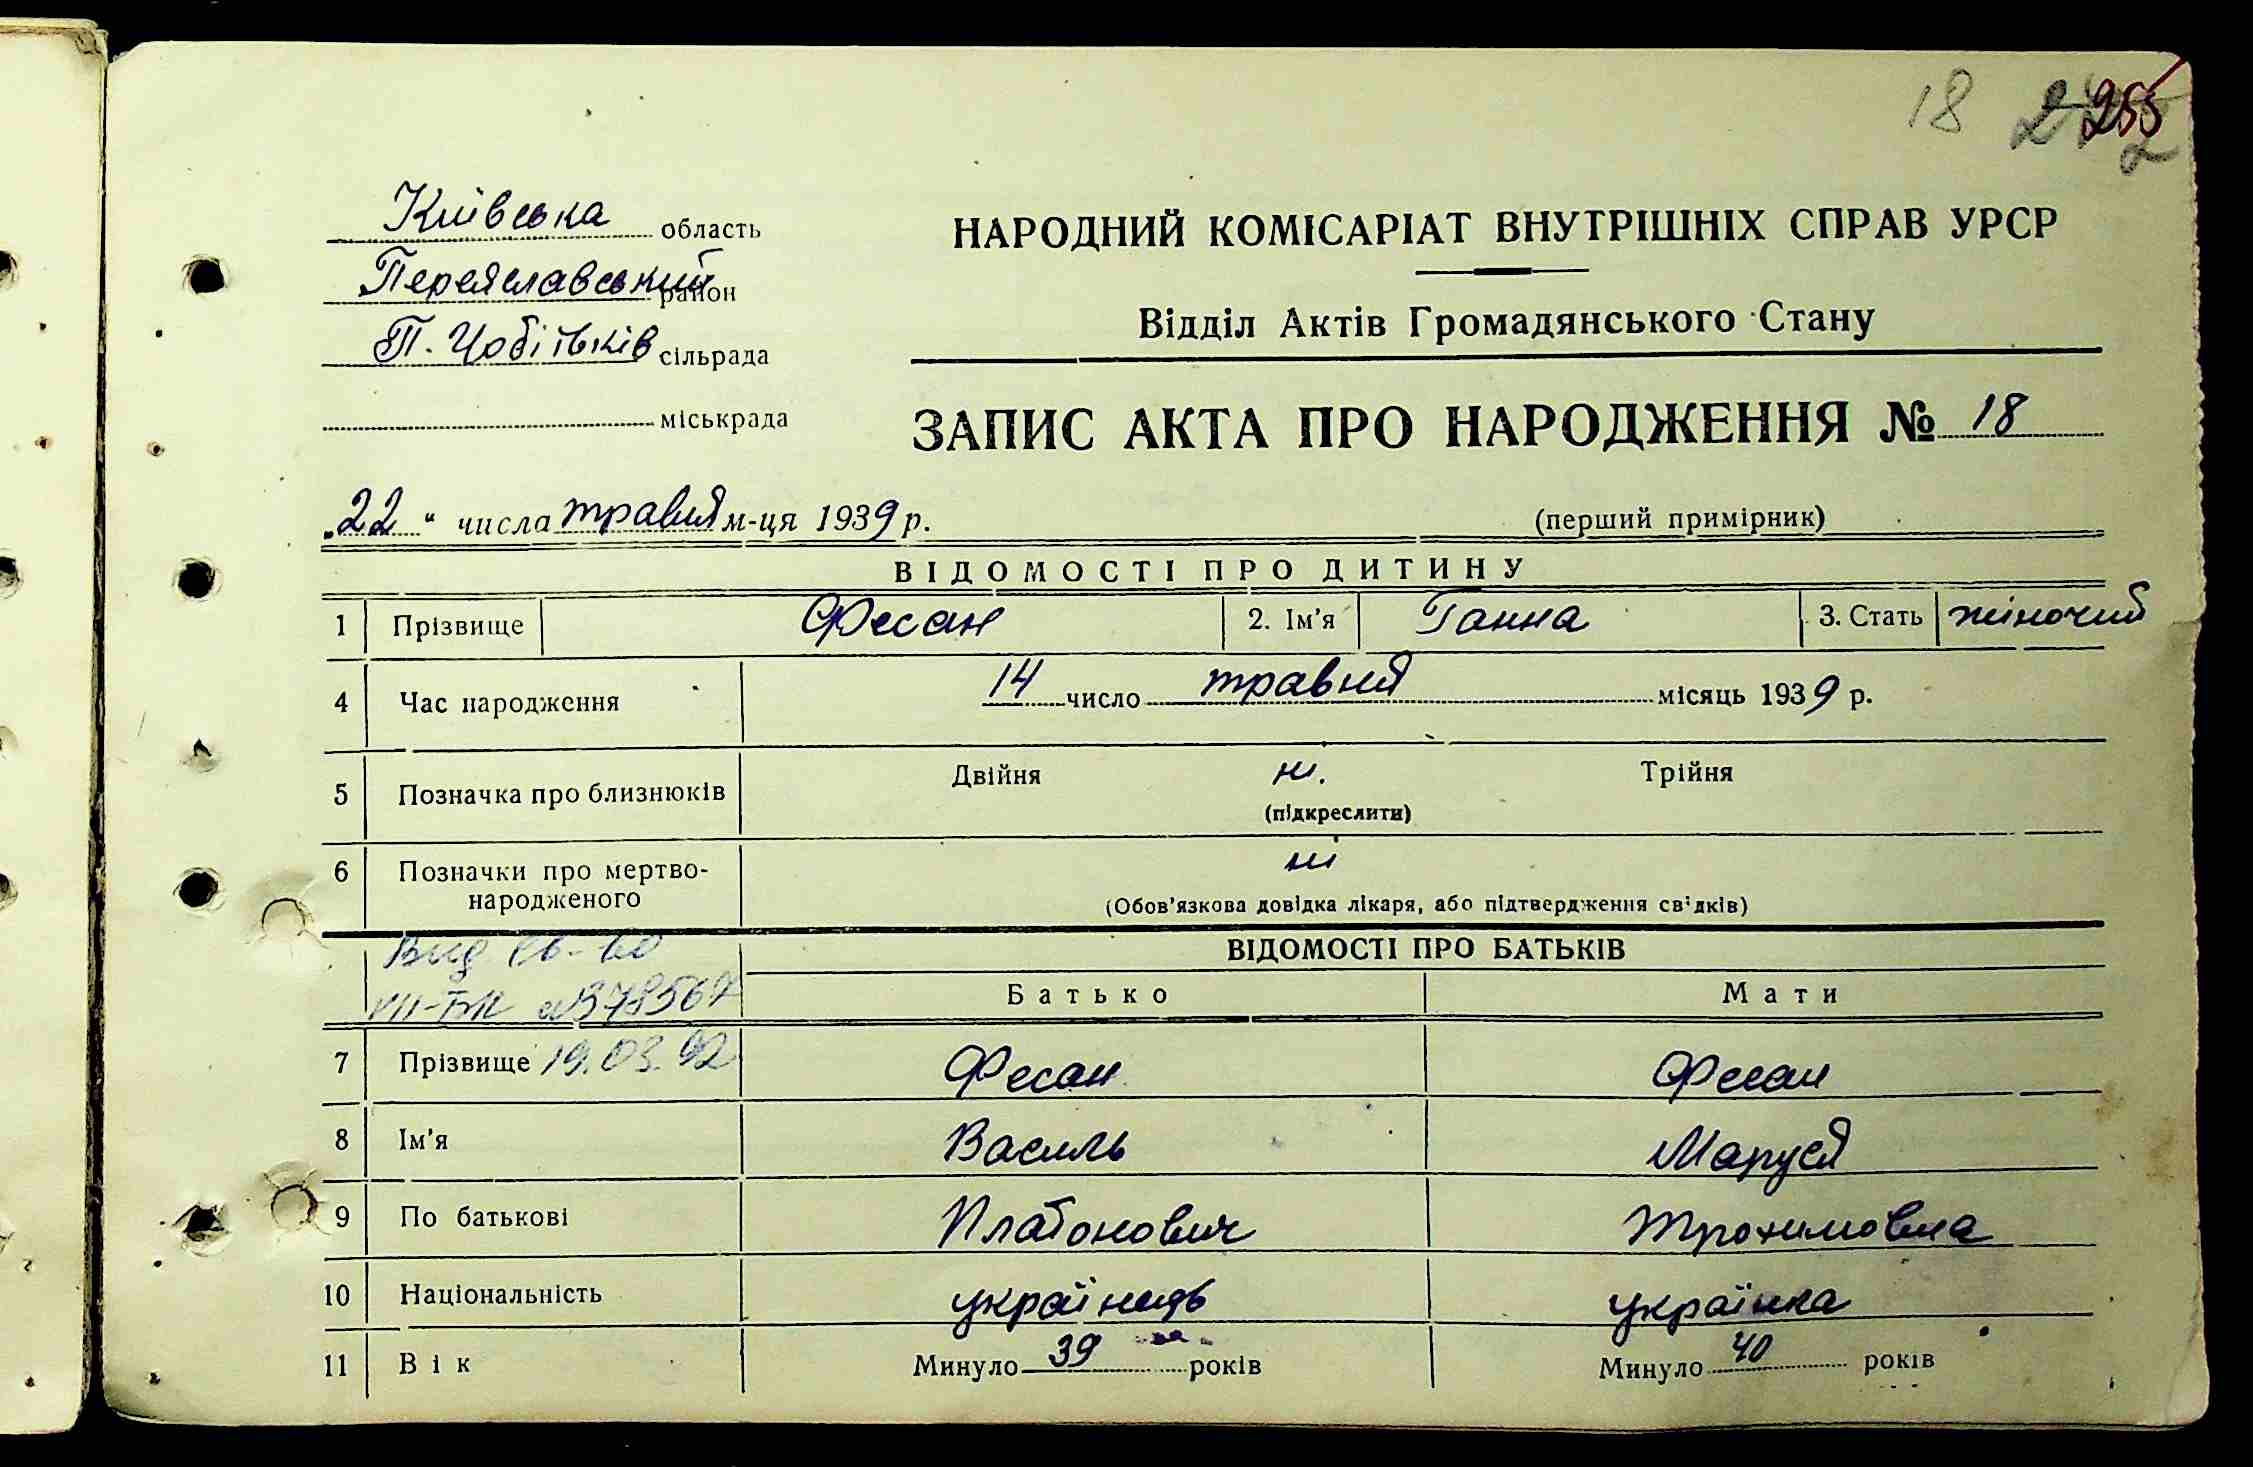 18 255
Київська область
Переяславський район
сільрада
міськрада
НАРОДНИЙ КОМІСАРІАТ ВНУТРІШНІХ СПРАВ УРСР
Відділ Актів Громадянського Стану
ЗАПИС АКТА ПРО НАРОДЖЕННЯ № 18
„22“ числа травня м-ця 1939 р.
(перший примірник)
ВІДОМОСТІ ПРО ДИТИНУ
1 Прізвище Фесан 2. Ім'я Ганна 3. Стать жіночий
4 Час народження 14 число травня місяць 1939 р.
5 Позначка про близнюків Двійня ні. Трійня
(підкреслити)
6 Позначки про мертво-
народженого
ні
(Обов'язкова довідка лікаря, або підтвердження свідків)
ВІДОМОСТІ ПРО БАТЬКІВ
Батько Мати
7 Прізвище 19.03.92 Фесан Фесан
8 Ім'я Василь Маруся
9 По батькові Платонович Трохимовна
10 Національність українець українка
11 Вік Минуло 39 років Минуло 40 років